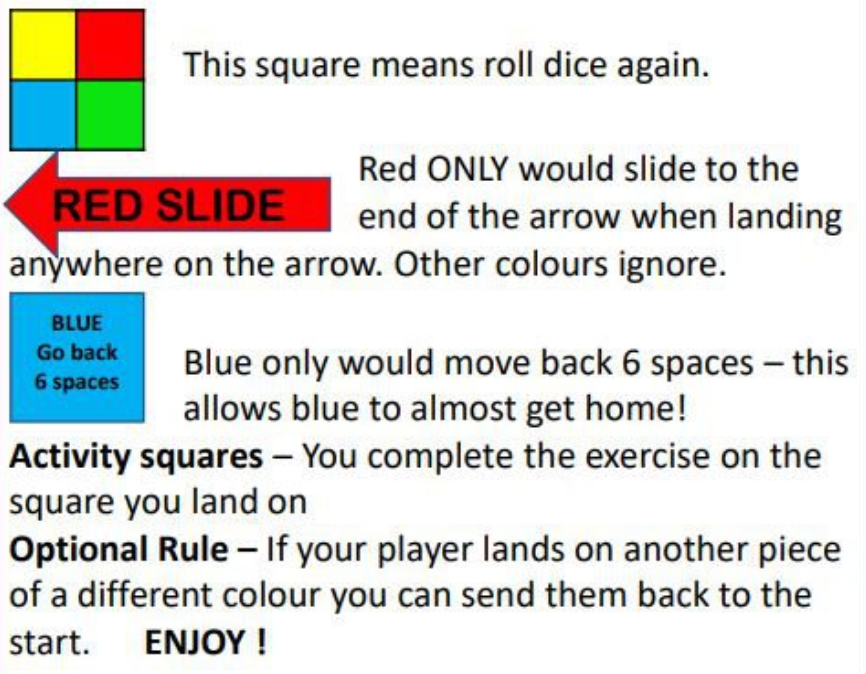 This square means roll dice again.
RED SLIDE
Red ONLY would slide to the
end of the arrow when landing
anywhere on the arrow. Other colours ignore.
BLUE
Go back
6 spaces
Blue only would move back 6 spaces – this
allows blue to almost get home!
Activity squares – You complete the exercise on the
square you land on
Optional Rule – If your player lands on another piece
of a different colour you can send them back to the
start. ENJOY !